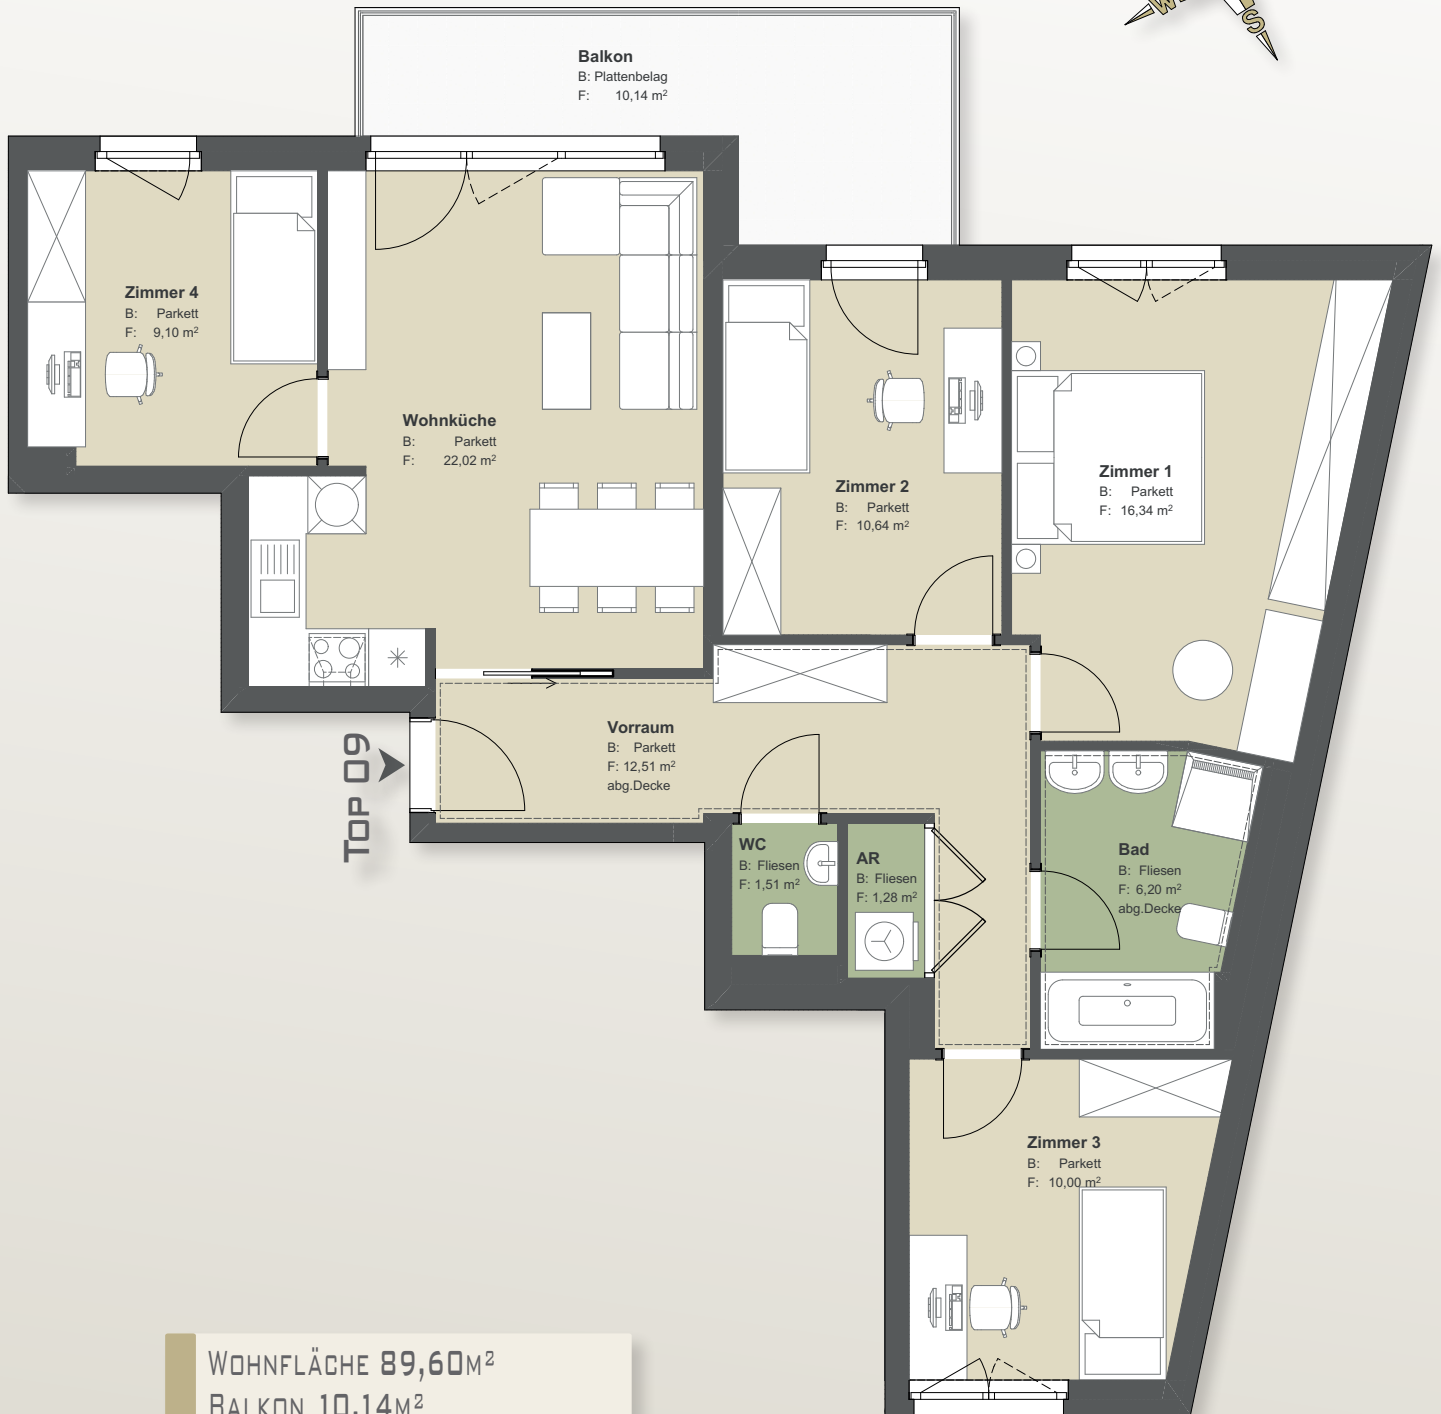 W
S
Balkon
B: Plattenbelag
F: 10,14 m²
Zimmer 4
B: Parkett
F: 9,10 m²
Wohnküche
B: Parkett
F: 22,02 m²
Zimmer 2
B: Parkett
F: 10,64 m²
Zimmer 1
B: Parkett
F: 16,34 m²
Vorraum
B: Parkett
F: 12,51 m²
abg.Decke
TOP 09
WC
B: Fliesen
F: 1,51 m²
AR
B: Fliesen
F: 1,28 m²
Bad
B: Fliesen
F: 6,20 m²
abg.Decke
Zimmer 3
B: Parkett
F: 10,00 m²
WOHNFLÄCHE 89,60M²
BALKON 10,14M²